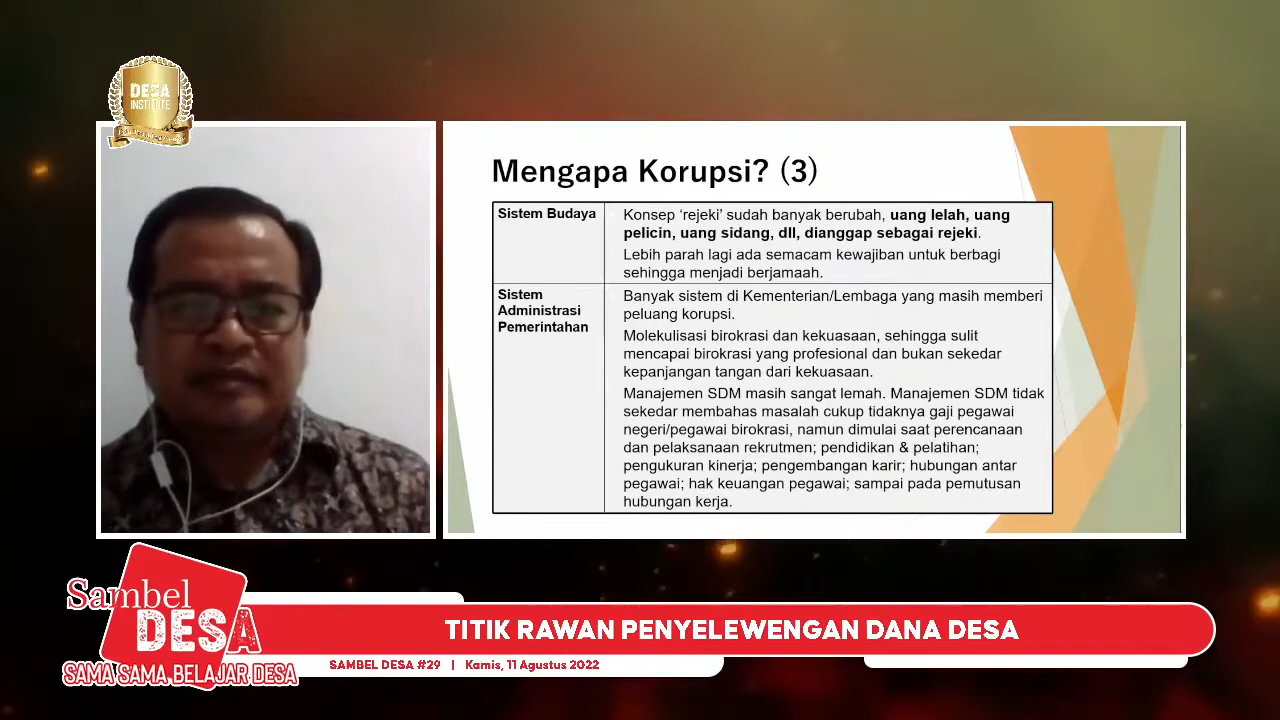 DESA
INSTITUTE
Mengapa Korupsi? (3)
Sistem Budaya
Konsep ‘rejeki’ sudah banyak berubah, uang lelah, uang
pelicin, uang sidang, dll, dianggap sebagai rejeki.
Lebih parah lagi ada semacam kewajiban untuk berbagi
sehingga menjadi berjamaah.
Sistem
Administrasi
Pemerintahan
Banyak sistem di Kementerian/Lembaga yang masih memberi
peluang korupsi.
Molekulisasi birokrasi dan kekuasaan, sehingga sulit
mencapai birokrasi yang profesional dan bukan sekedar
kepanjangan tangan dari kekuasaan.
Manajemen SDM masih sangat lemah. Manajemen SDM tidak
sekedar membahas masalah cukup tidaknya gaji pegawai
negeri/pegawai birokrasi, namun dimulai saat perencanaan
dan pelaksanaan rekrutmen; pendidikan & pelatihan;
pengukuran kinerja; pengembangan karir; hubungan antar
pegawai; hak keuangan pegawai; sampai pada pemutusan
hubungan kerja.
Sambel
DESA
SAMA SAMA BELAJAR DESA
TITIK RAWAN PENYELEWENGAN DANA DESA
SAMBEL DESA #29 | Kamis, 11 Agustus 2022